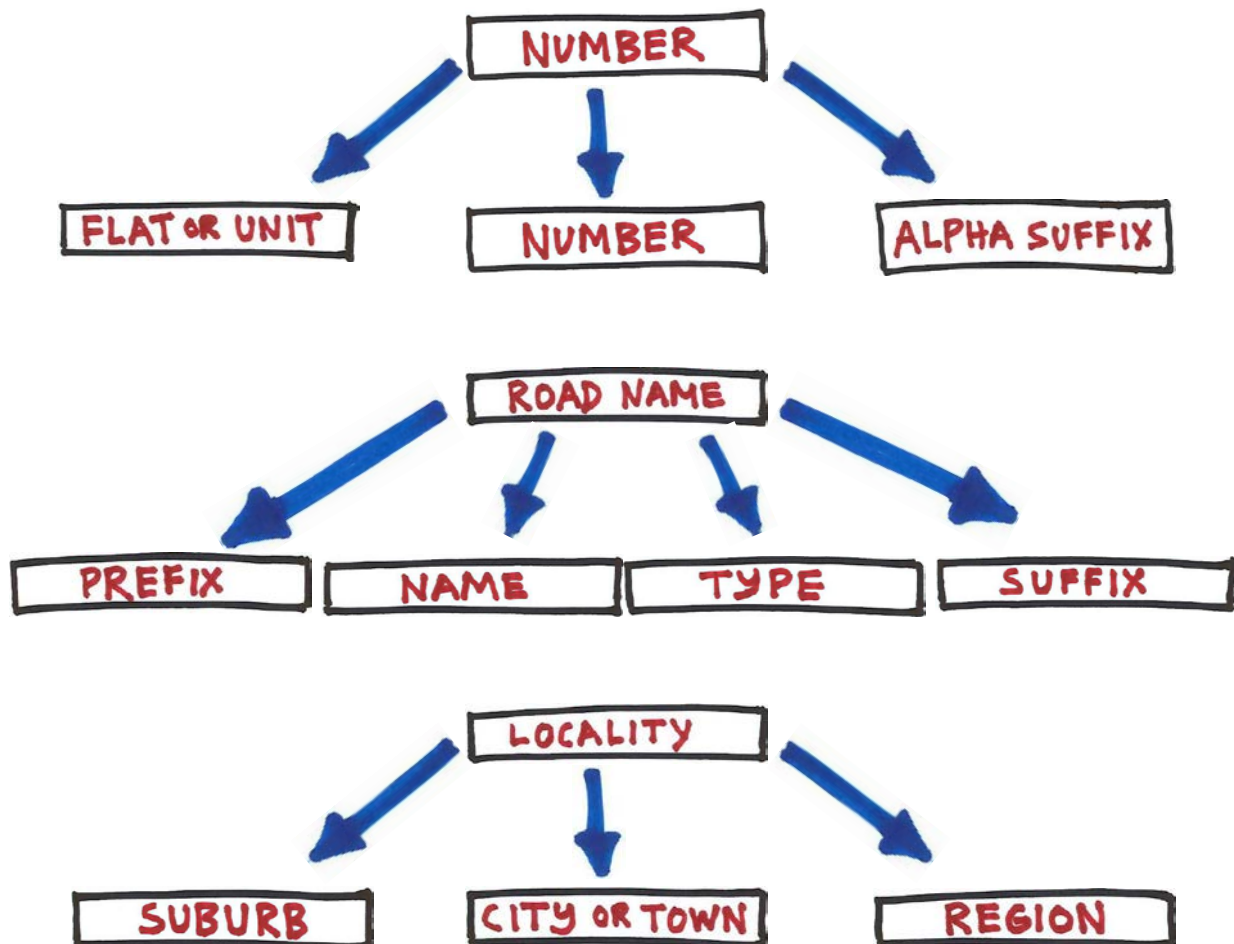 NUMBER
FLAT OR UNIT
NUMBER
ALPHA SUFFIX
ROAD NAME
PREFIX
NAME
TYPE
SUFFIX
LOCALITY
SUBURB
CITY OR TOWN
REGION